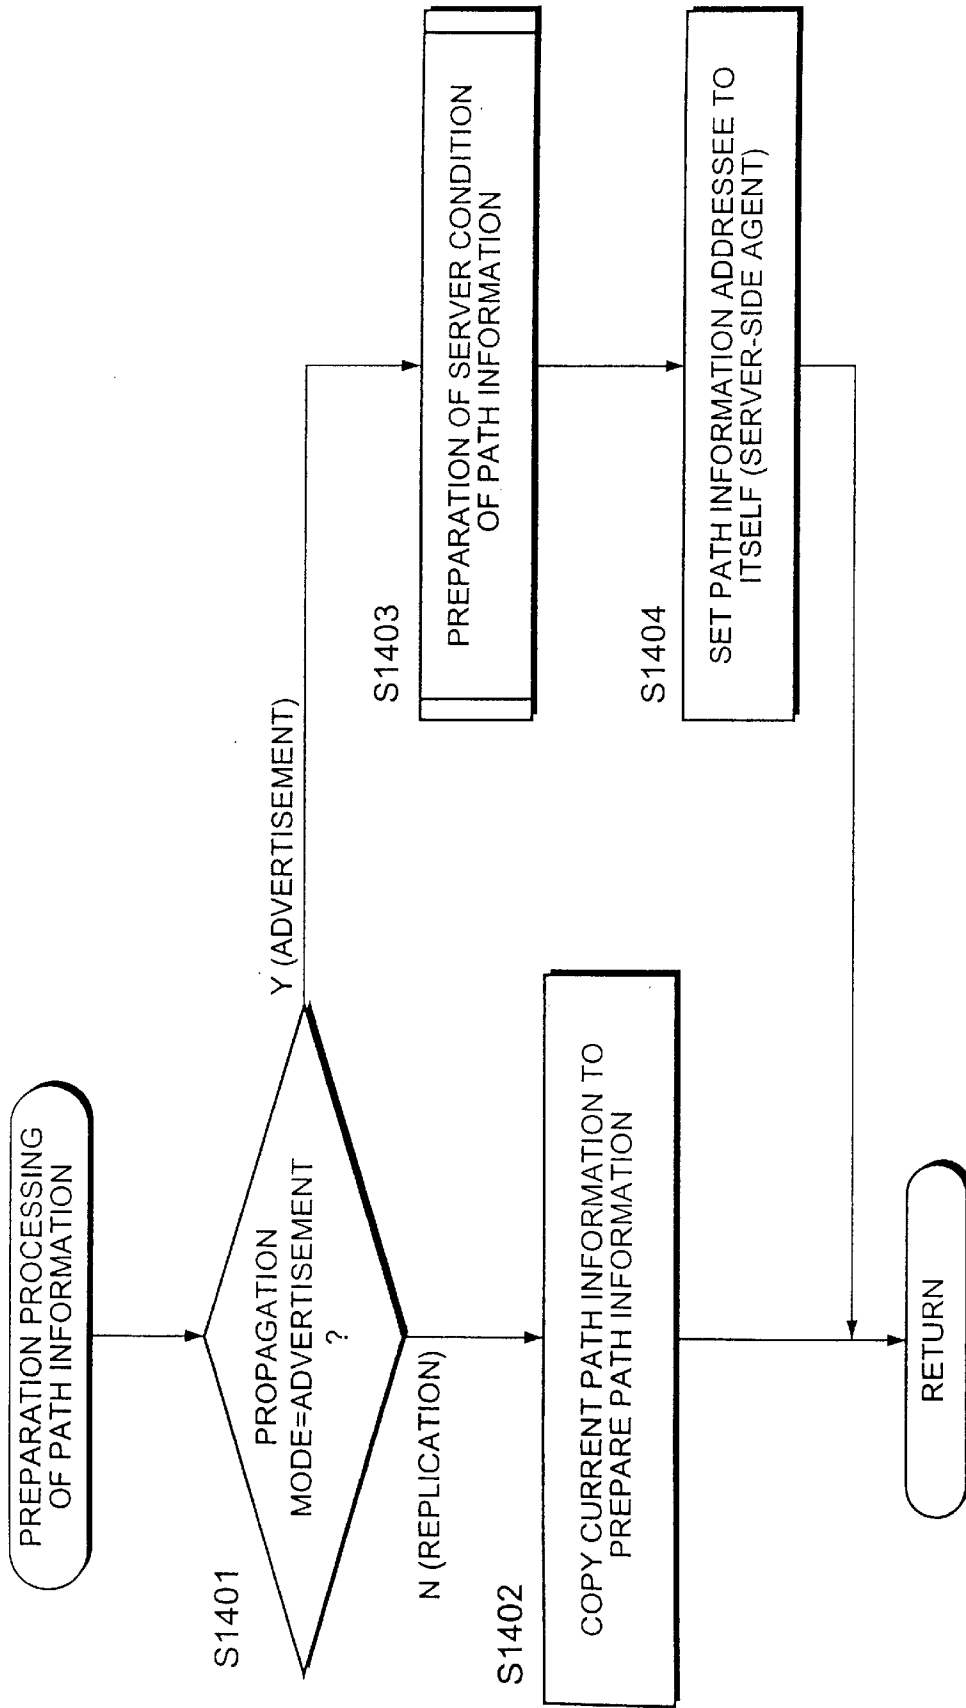 PREPARATION PROCESSING
OF PATH INFORMATION
S1401
PROPAGATION
MODE=ADVERTISEMENT
?
Y (ADVERTISEMENT)
N (REPLICATION)
S1402
COPY CURRENT PATH INFORMATION TO
PREPARE PATH INFORMATION
S1403
PREPARATION OF SERVER CONDITION
OF PATH INFORMATION
S1404
SET PATH INFORMATION ADDRESSEE TO
ITSELF (SERVER-SIDE AGENT)
RETURN